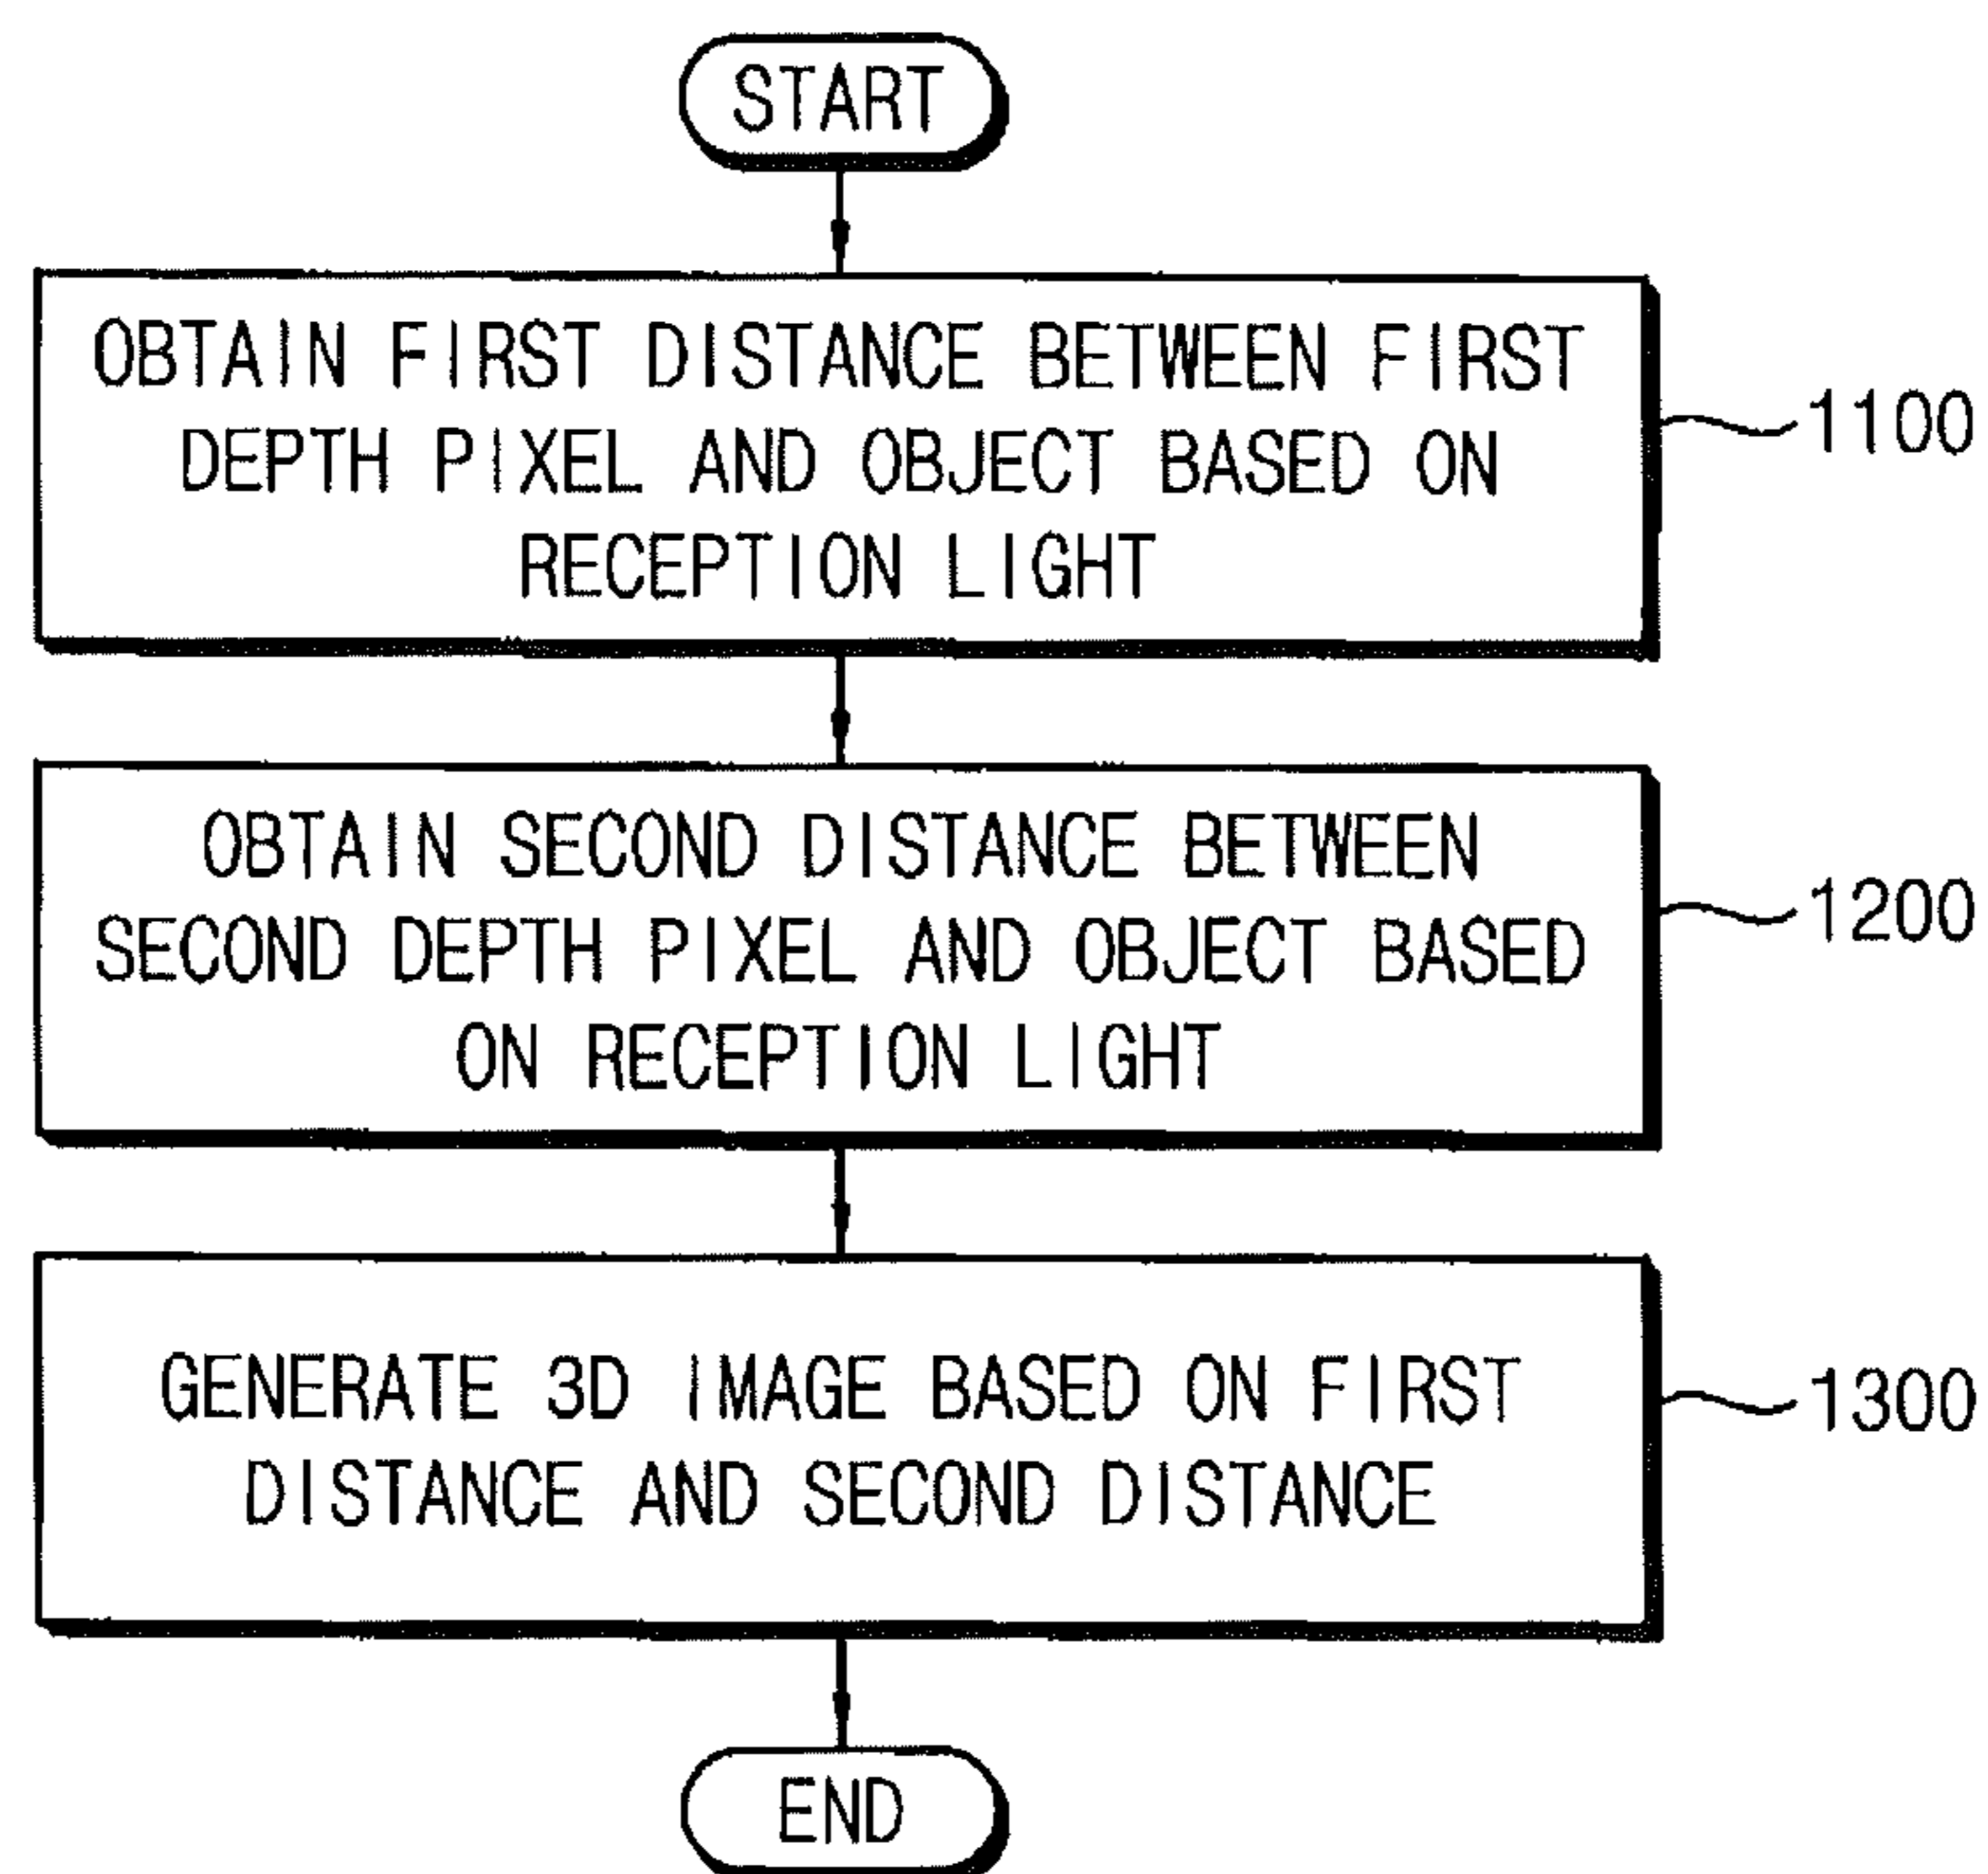 START
OBTAIN FIRST DISTANCE BETWEEN FIRST
DEPTH PIXEL AND OBJECT BASED ON
RECEPTION LIGHT
1100
OBTAIN SECOND DISTANCE BETWEEN
SECOND DEPTH PIXEL AND OBJECT BASED
ON RECEPTION LIGHT
1200
GENERATE 3D IMAGE BASED ON FIRST
DISTANCE AND SECOND DISTANCE
1300
END